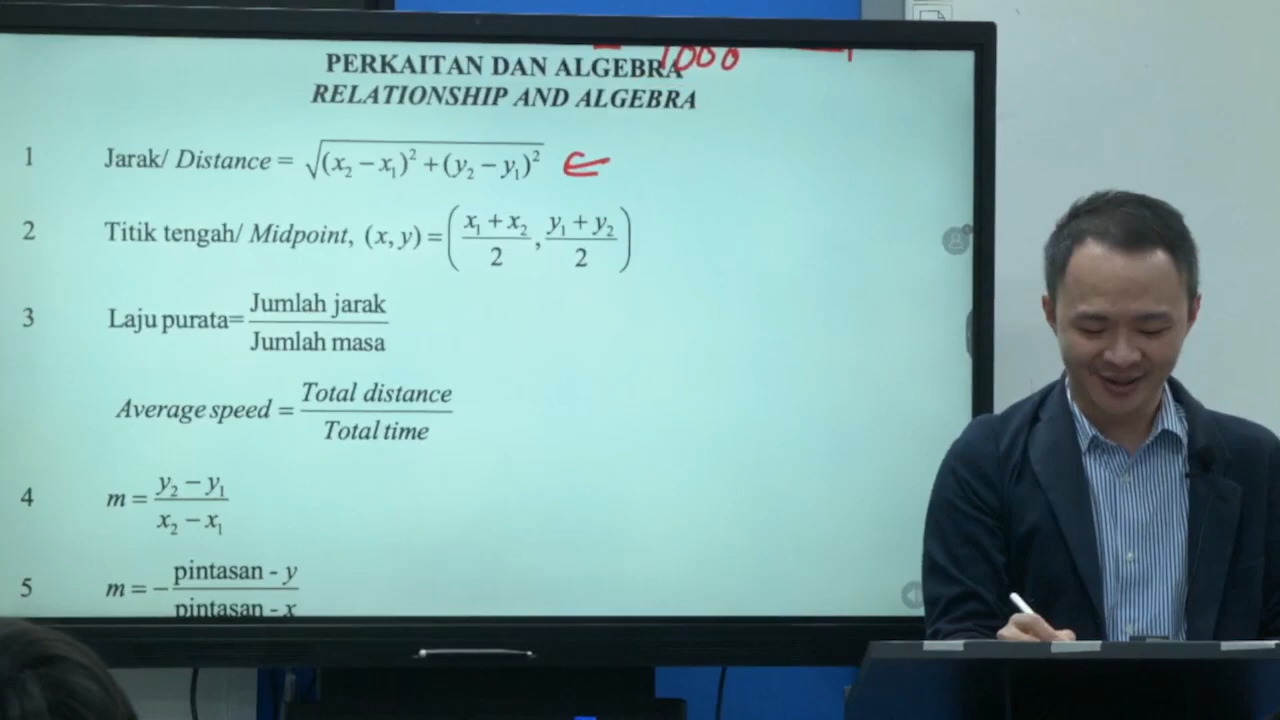 1000
PERKAITAN DAN ALGEBRA
RELATIONSHIP AND ALGEBRA
1 Jarak/ Distance = √(x₂ − x₁)² + (y₂ − y₁)²
2 Titik tengah/ Midpoint, (x, y) = ( (x₁ + x₂)/2 , (y₁ + y₂)/2 )
3 Laju purata= Jumlah jarak / Jumlah masa
Average speed = Total distance / Total time
4 m = (y₂ − y₁) / (x₂ − x₁)
5 m = − pintasan - y / pintasan - x